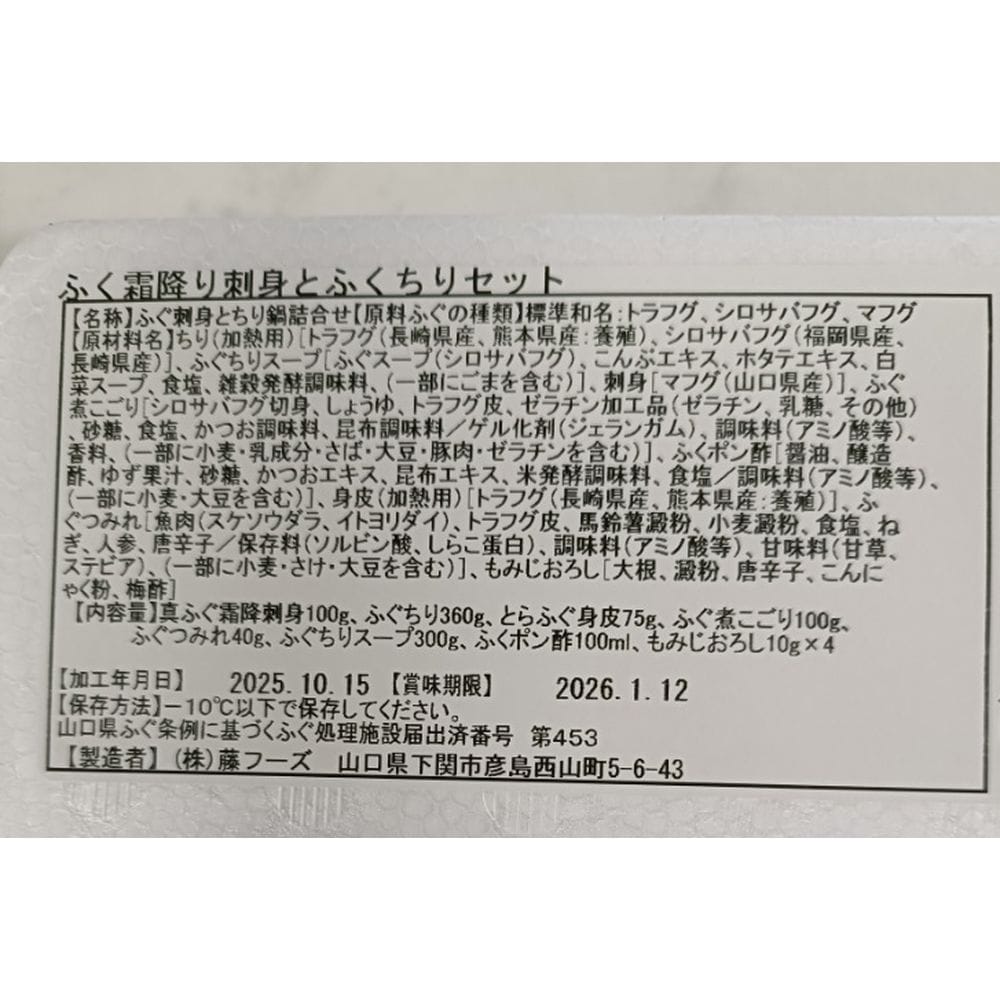 ふく霜降り刺身とふくちりセット
【名称】ふぐ刺身とちり鍋詰合せ【原料ふぐの種類】標準和名:トラフグ、シロサバフグ、マフグ
【原材料名】ちり(加熱用)[トラフグ(長崎県産、熊本県産:養殖)、シロサバフグ(福岡県産、
長崎県産)]、ふぐちりスープ[ふぐスープ(シロサバフグ)、こんぶエキス、ホタテエキス、白
菜スープ、食塩、雑穀発酵調味料、(一部にごまを含む)]、刺身[マフグ(山口県産)]、ふぐ
煮こごり[シロサバフグ切身、しょうゆ、トラフグ皮、ゼラチン加工品(ゼラチン、乳糖、その他)
、砂糖、食塩、かつお調味料、昆布調味料/ゲル化剤(ジェランガム)、調味料(アミノ酸等)、
香料、(一部に小麦・乳成分・さば・大豆・豚肉・ゼラチンを含む)]、ふくポン酢[醤油、醸造
酢、ゆず果汁、砂糖、かつおエキス、昆布エキス、米発酵調味料、食塩/調味料(アミノ酸等)、
(一部に小麦・大豆を含む)]、身皮(加熱用)[トラフグ(長崎県産、熊本県産:養殖)]、ふ
ぐつみれ[魚肉(スケソウダラ、イトヨリダイ)、トラフグ皮、馬鈴薯澱粉、小麦澱粉、食塩、ね
ぎ、人参、唐辛子/保存料(ソルビン酸、しらこ蛋白)、調味料(アミノ酸等)、甘味料(甘草、
ステビア)、(一部に小麦・さけ・大豆を含む)]、もみじおろし[大根、澱粉、唐辛子、こんに
ゃく粉、梅酢]
【内容量】真ふぐ霜降刺身100g、ふぐちり360g、とらふぐ身皮75g、ふぐ煮こごり100g、
ふぐつみれ40g、ふぐちりスープ300g、ふくポン酢100ml、もみじおろし10g×4
【加工年月日】 2025.10.15 【賞味期限】 2026.1.12
【保存方法】-10℃以下で保存してください。
山口県ふぐ条例に基づくふぐ処理施設届出済番号 第453
【製造者】(株)藤フーズ 山口県下関市彦島西山町5-6-43